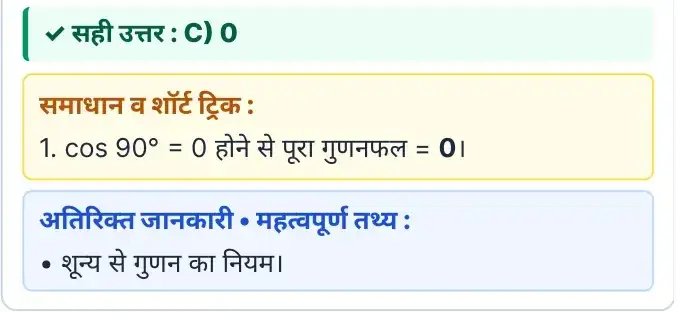 ✓ सही उत्तर : C) 0
समाधान व शॉर्ट ट्रिक :
1. cos 90° = 0 होने से पूरा गुणनफल = 0।
अतिरिक्त जानकारी • महत्वपूर्ण तथ्य :
• शून्य से गुणन का नियम।